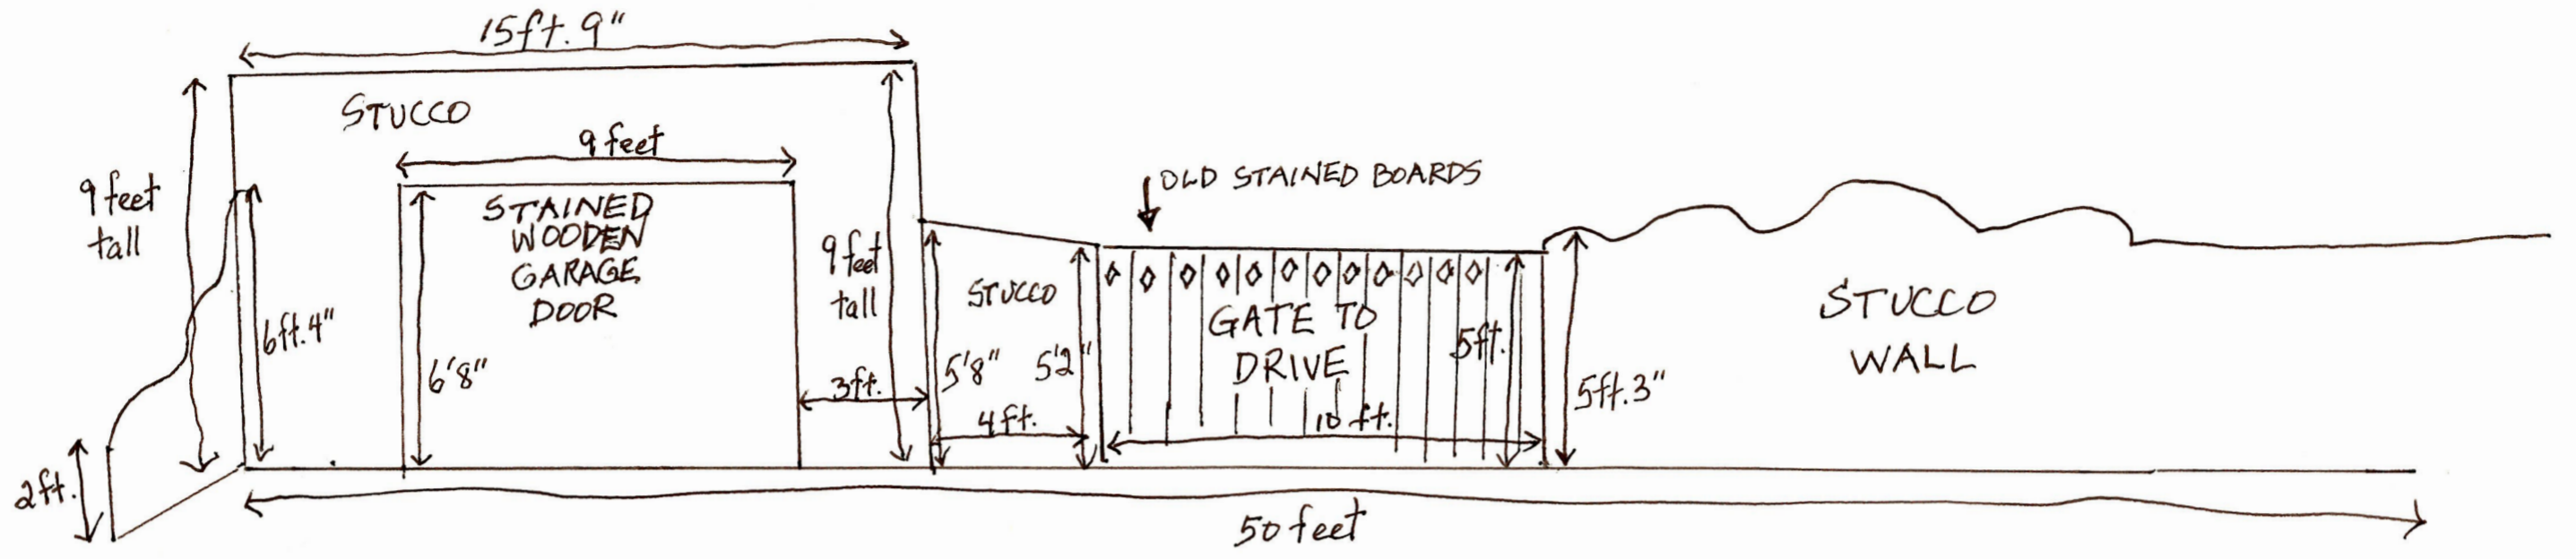 15ft. 9"
STUCCO
9 feet
9 feet
tall
STAINED
WOODEN
GARAGE
DOOR
OLD STAINED BOARDS
9 feet
tall
STUCCO
GATE TO
DRIVE
STUCCO
WALL
6ft. 4"
6'8"
3ft.
5'8"
5'2"
5ft.
5ft. 3"
4ft.
10 ft.
2ft.
50 feet